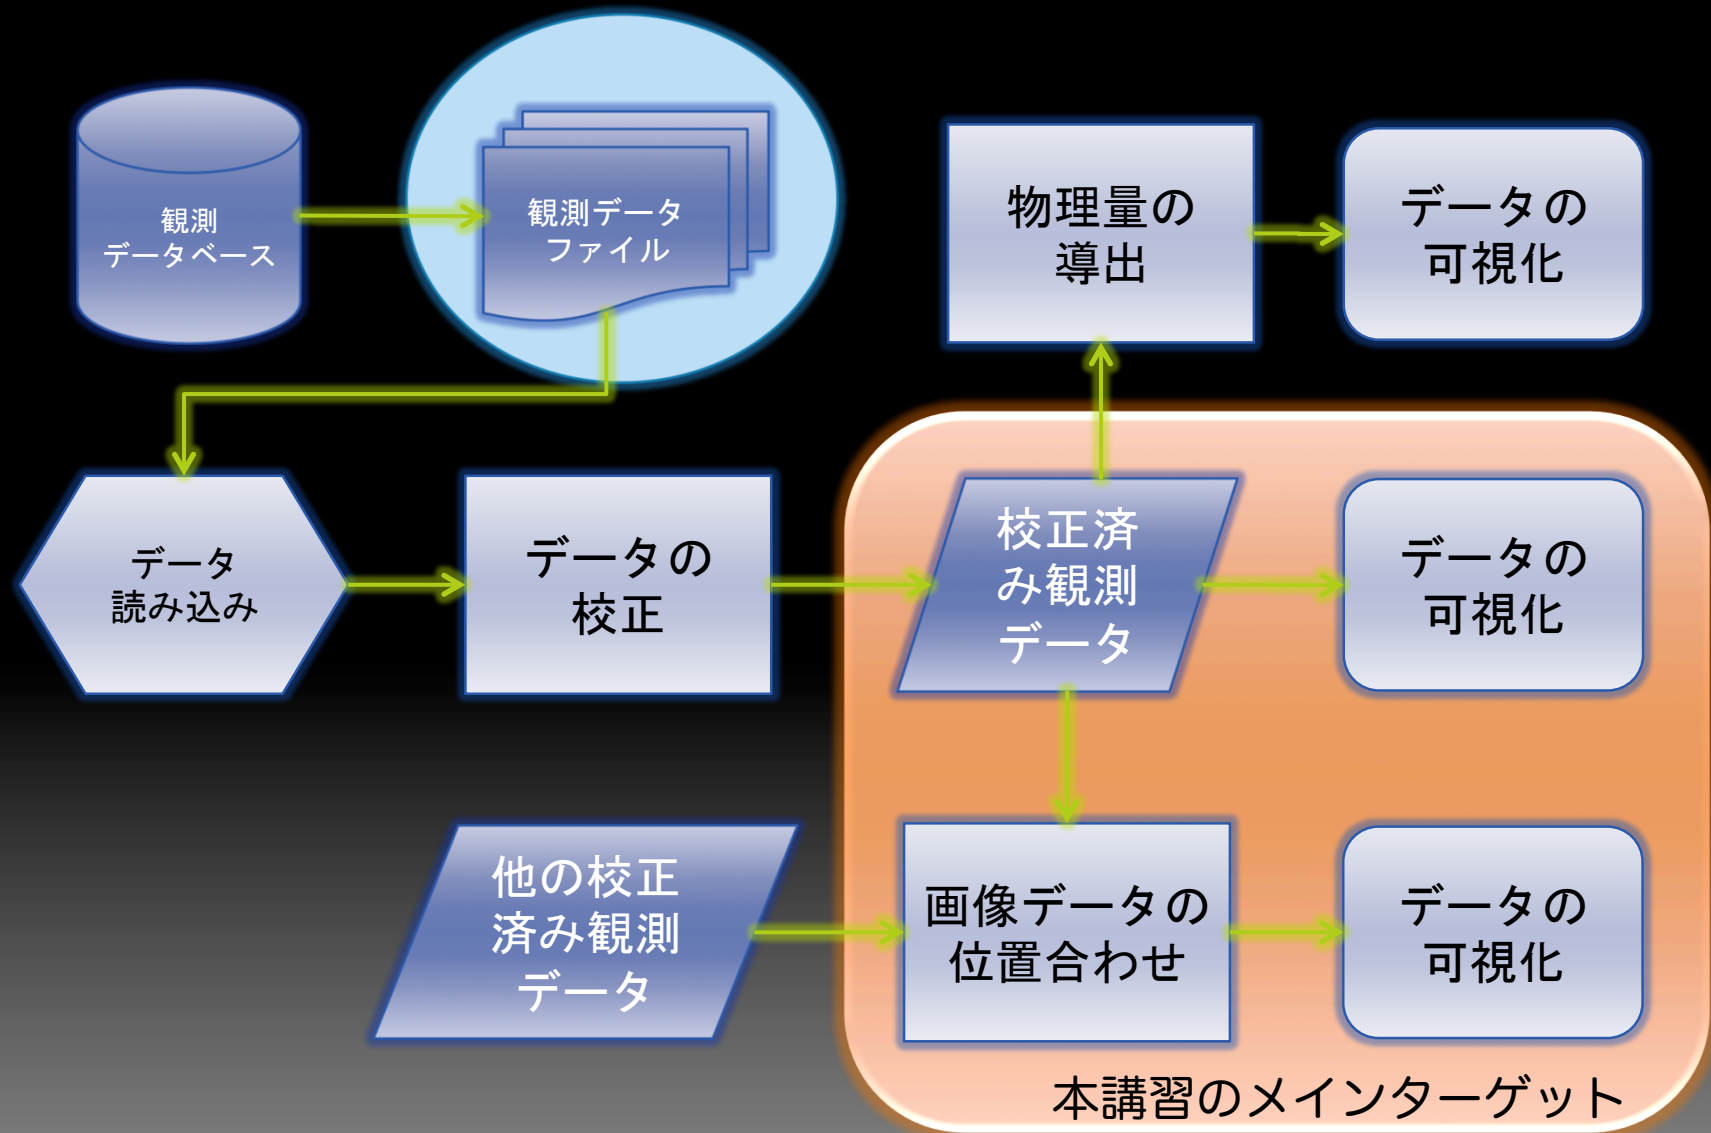 観測
データベース
観測データ
ファイル
物理量の
導出
データの
可視化
データ
読み込み
データの
校正
校正済
み観測
データ
データの
可視化
他の校正
済み観測
データ
画像データの
位置合わせ
データの
可視化
本講習のメインターゲット